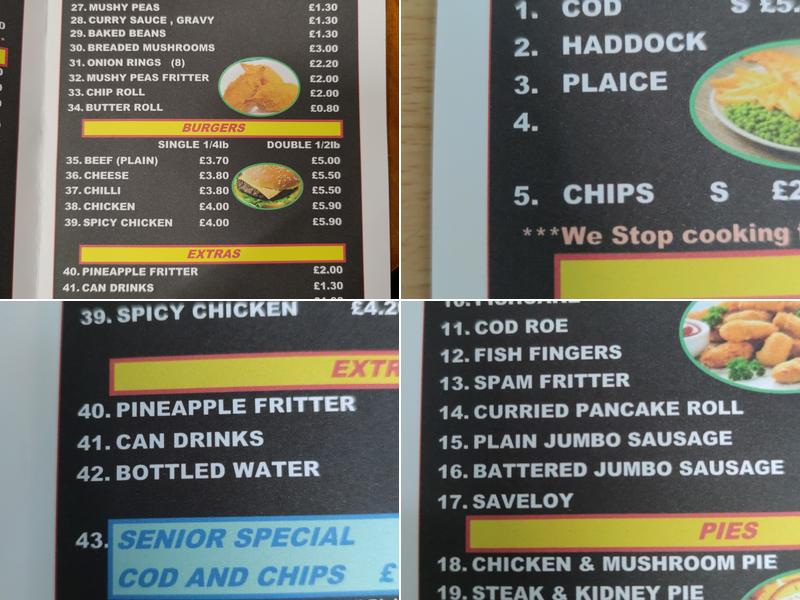 27. MUSHY PEAS £1.30
28. CURRY SAUCE , GRAVY £1.30
29. BAKED BEANS £1.30
30. BREADED MUSHROOMS £3.00
31. ONION RINGS (8) £2.20
32. MUSHY PEAS FRITTER £2.00
33. CHIP ROLL £2.00
34. BUTTER ROLL £0.80
BURGERS
SINGLE 1/4lb DOUBLE 1/2lb
35. BEEF (PLAIN) £3.70 £5.00
36. CHEESE £3.80 £5.50
37. CHILLI £3.80 £5.50
38. CHICKEN £4.00 £5.90
39. SPICY CHICKEN £4.00 £5.90
EXTRAS
40. PINEAPPLE FRITTER £2.00
41. CAN DRINKS £1.30
1. COD S £5.
2. HADDOCK
3. PLAICE
4.
5. CHIPS S £2
***We Stop cooking
39. SPICY CHICKEN £4.20
EXTR
40. PINEAPPLE FRITTER
41. CAN DRINKS
42. BOTTLED WATER
43. SENIOR SPECIAL
COD AND CHIPS £
10. FISHCAKE
11. COD ROE
12. FISH FINGERS
13. SPAM FRITTER
14. CURRIED PANCAKE ROLL
15. PLAIN JUMBO SAUSAGE
16. BATTERED JUMBO SAUSAGE
17. SAVELOY
PIES
18. CHICKEN & MUSHROOM PIE
19. STEAK & KIDNEY PIE